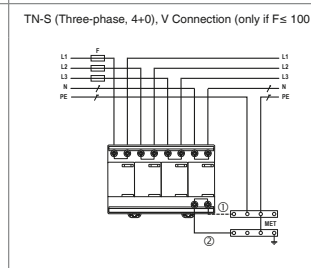 TN-S (Three-phase, 4+0), V Connection (only if F≤ 100
F
L1 L1
L2 L2
L3 L3
N N
PE PE
①
MET
②